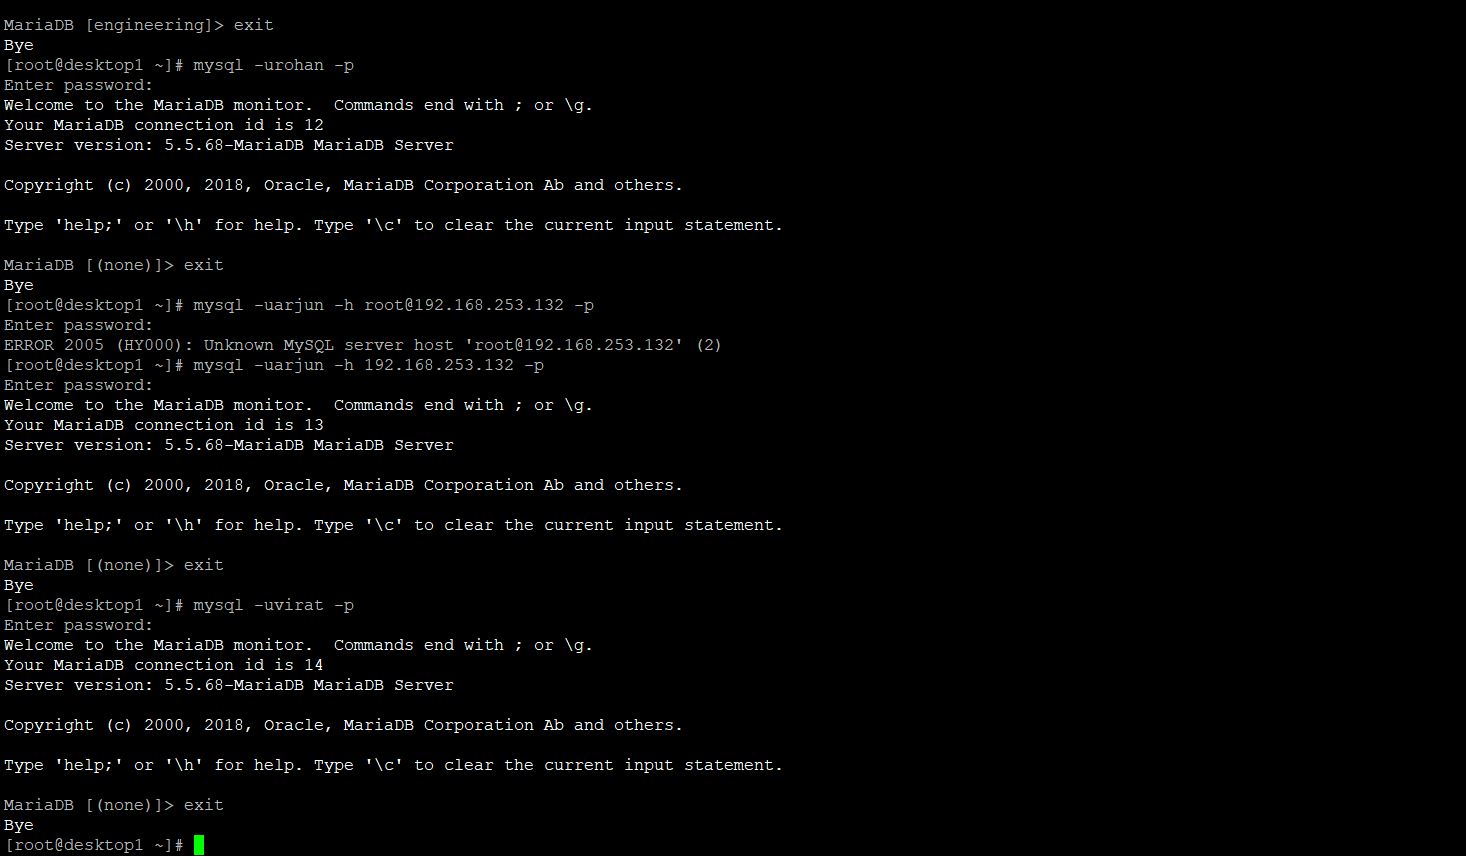 MariaDB [engineering]> exit
Bye
[root@desktop1 ~]# mysql -urohan -p
Enter password:
Welcome to the MariaDB monitor.  Commands end with ; or \g.
Your MariaDB connection id is 12
Server version: 5.5.68-MariaDB MariaDB Server

Copyright (c) 2000, 2018, Oracle, MariaDB Corporation Ab and others.

Type 'help;' or '\h' for help. Type '\c' to clear the current input statement.

MariaDB [(none)]> exit
Bye
[root@desktop1 ~]# mysql -uarjun -h root@192.168.253.132 -p
Enter password:
ERROR 2005 (HY000): Unknown MySQL server host 'root@192.168.253.132' (2)
[root@desktop1 ~]# mysql -uarjun -h 192.168.253.132 -p
Enter password:
Welcome to the MariaDB monitor.  Commands end with ; or \g.
Your MariaDB connection id is 13
Server version: 5.5.68-MariaDB MariaDB Server

Copyright (c) 2000, 2018, Oracle, MariaDB Corporation Ab and others.

Type 'help;' or '\h' for help. Type '\c' to clear the current input statement.

MariaDB [(none)]> exit
Bye
[root@desktop1 ~]# mysql -uvirat -p
Enter password:
Welcome to the MariaDB monitor.  Commands end with ; or \g.
Your MariaDB connection id is 14
Server version: 5.5.68-MariaDB MariaDB Server

Copyright (c) 2000, 2018, Oracle, MariaDB Corporation Ab and others.

Type 'help;' or '\h' for help. Type '\c' to clear the current input statement.

MariaDB [(none)]> exit
Bye
[root@desktop1 ~]#